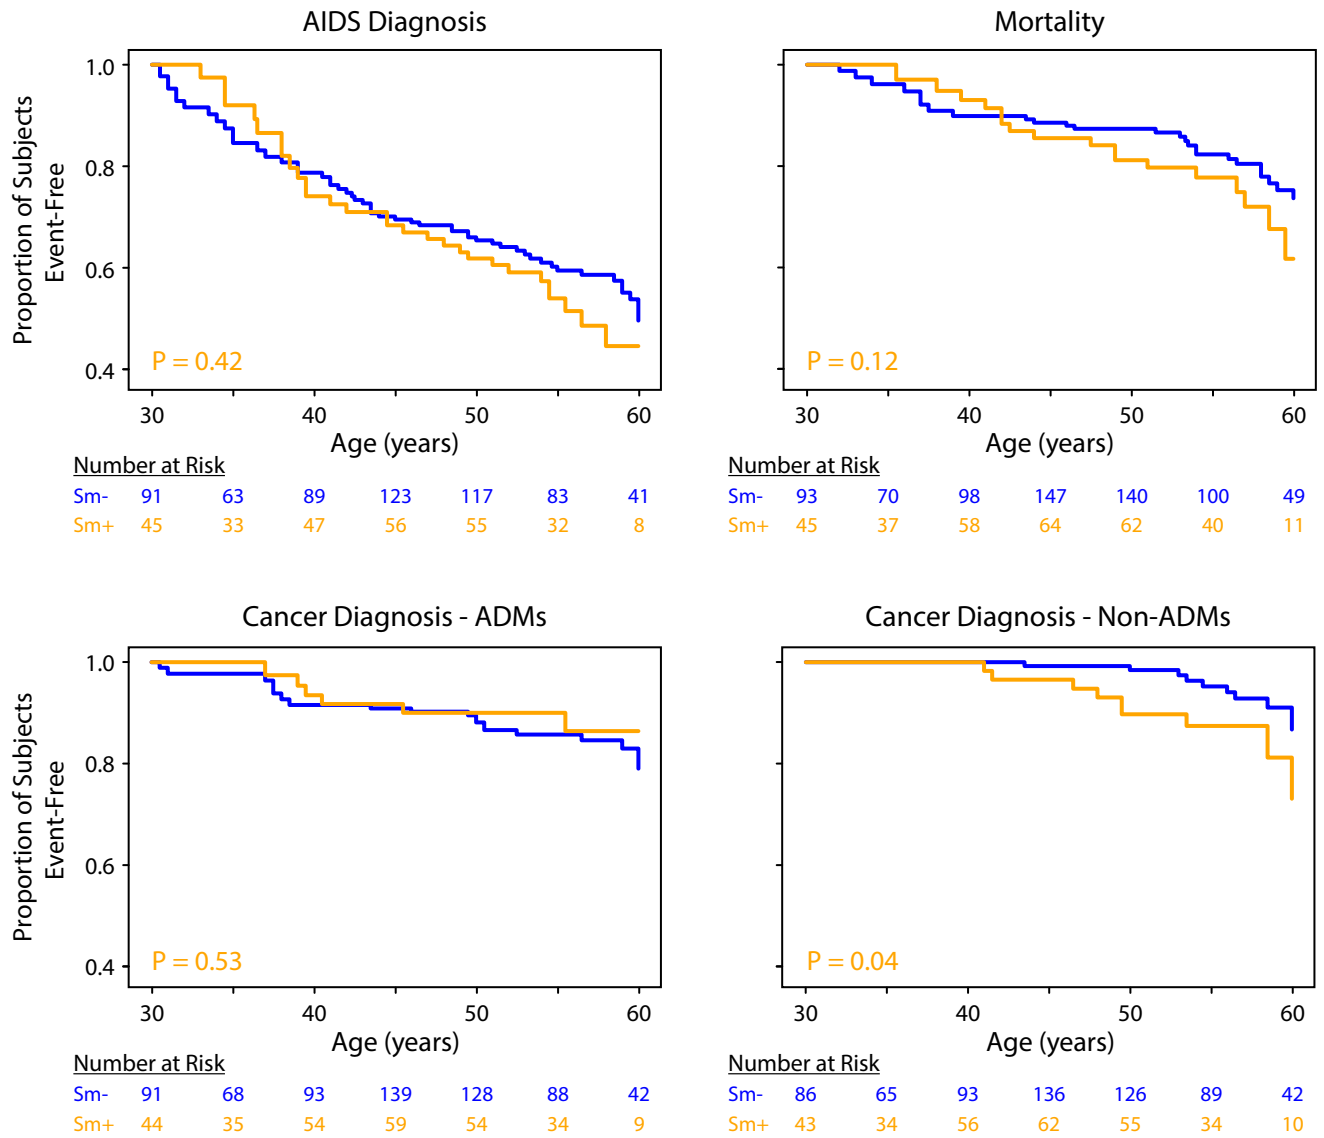 AIDS Diagnosis
Proportion of Subjects
Event-Free
1.0
0.8
0.6
0.4
P = 0.42
30 40 50 60
Age (years)
Number at Risk
Sm- 91 63 89 123 117 83 41
Sm+ 45 33 47 56 55 32 8
Mortality
P = 0.12
30 40 50 60
Age (years)
Number at Risk
Sm- 93 70 98 147 140 100 49
Sm+ 45 37 58 64 62 40 11
Cancer Diagnosis - ADMs
Proportion of Subjects
Event-Free
1.0
0.8
0.6
0.4
P = 0.53
30 40 50 60
Age (years)
Number at Risk
Sm- 91 68 93 139 128 88 42
Sm+ 44 35 54 59 54 34 9
Cancer Diagnosis - Non-ADMs
P = 0.04
30 40 50 60
Age (years)
Number at Risk
Sm- 86 65 93 136 126 89 42
Sm+ 43 34 56 62 55 34 10